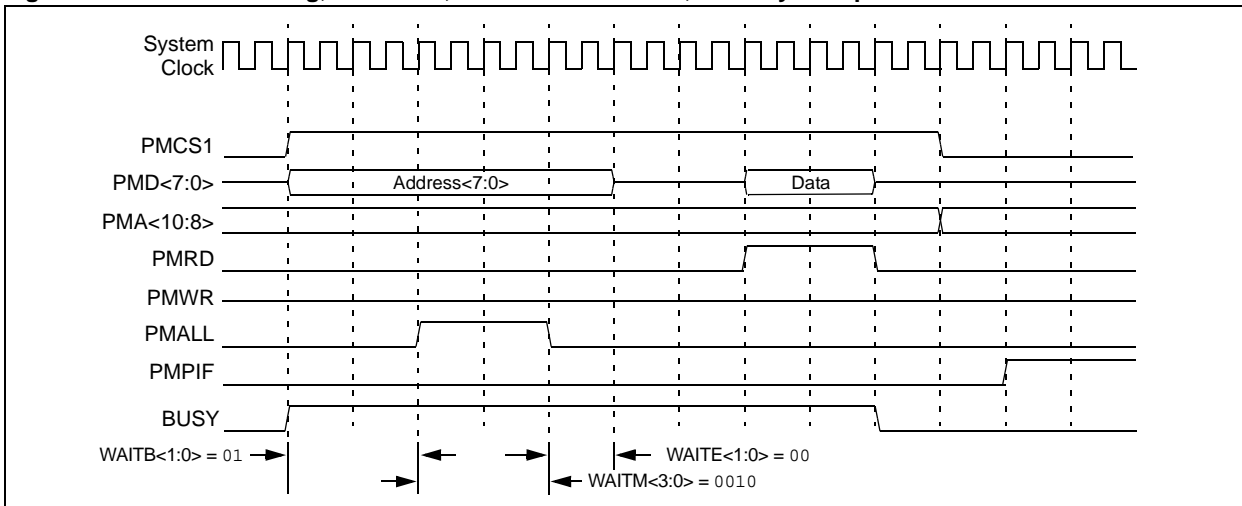 System
Clock
PMCS1
PMD<7:0>
Address<7:0>
Data
PMA<10:8>
PMRD
PMWR
PMALL
PMPIF
BUSY
WAITB<1:0> = 01
WAITE<1:0> = 00
WAITM<3:0> = 0010